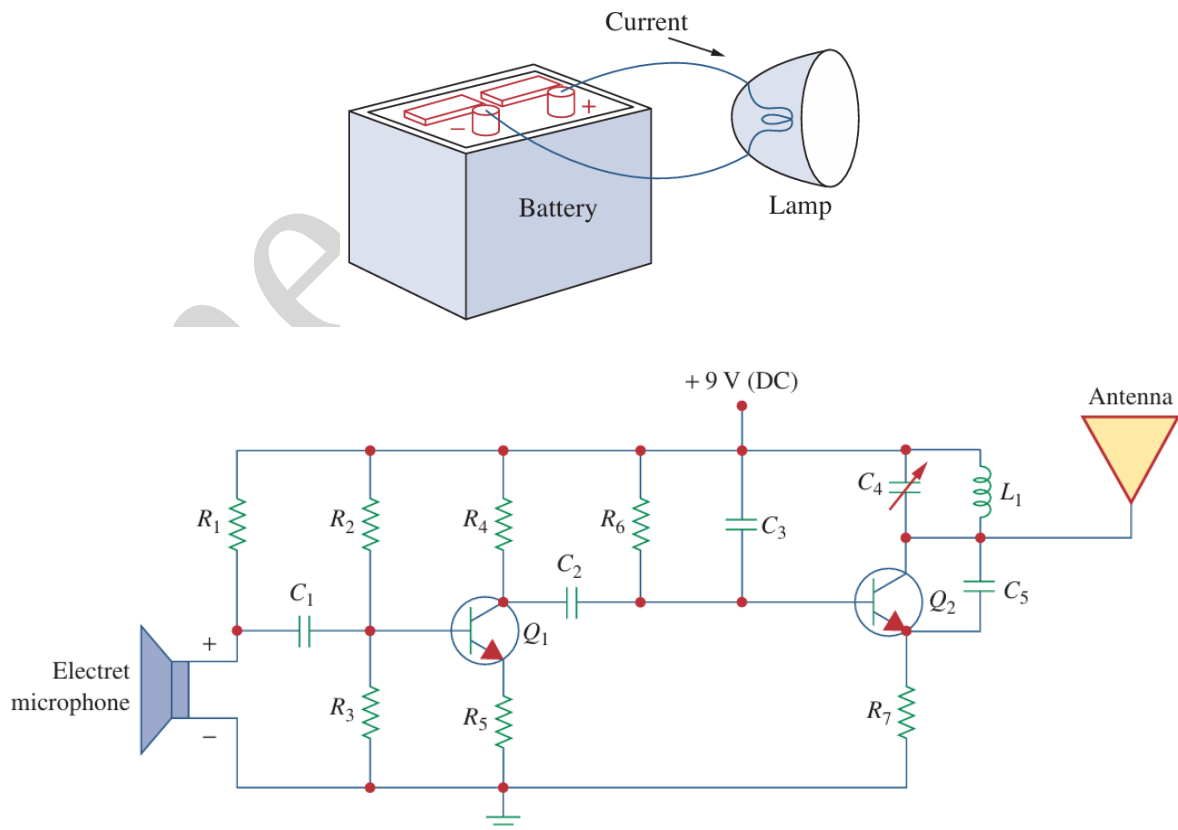 Current
+
−
Battery
Lamp
+ 9 V (DC)
Antenna
C4
L1
R1
R2
R4
R6
C3
C2
C1
Q2
C5
+
Q1
Electret
microphone
R3
R5
R7
−